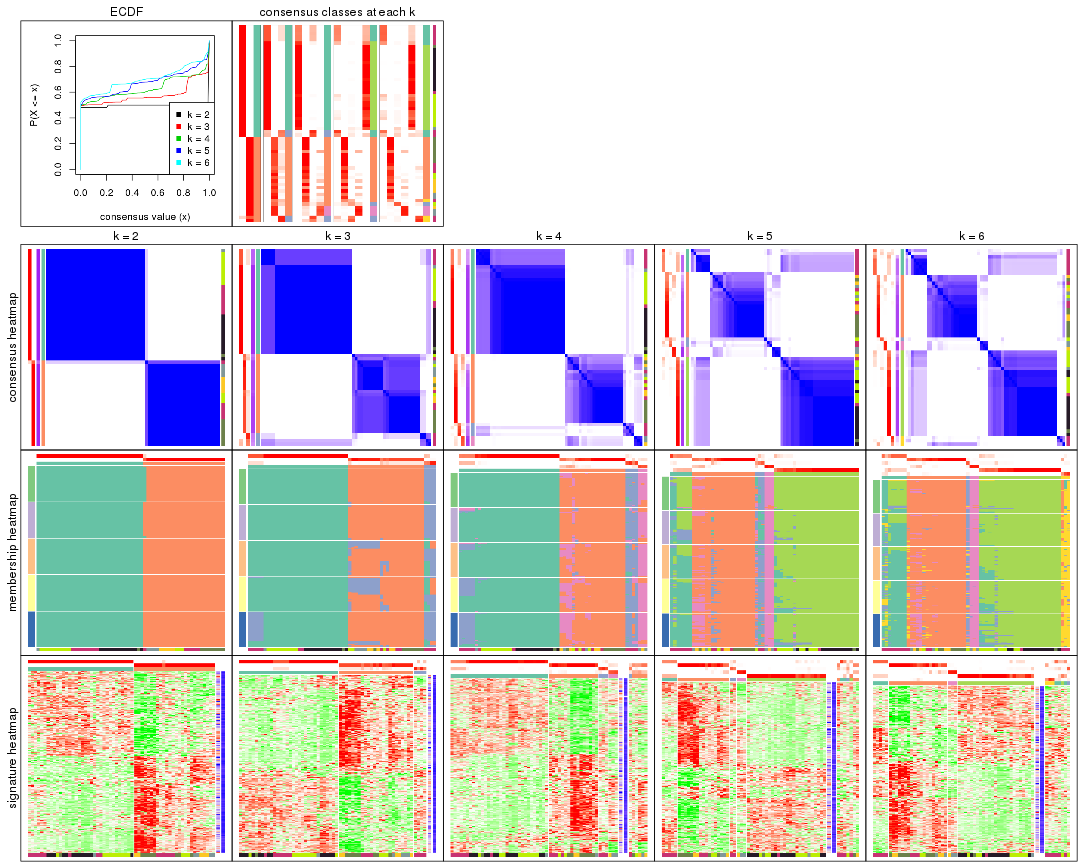 ECDF
consensus classes at each k
P(X <= x)
0.0 0.2 0.4 0.6 0.8 1.0
k = 2
k = 3
k = 4
k = 5
k = 6
0.0 0.2 0.4 0.6 0.8 1.0
consensus value (x)
k = 2
k = 3
k = 4
k = 5
k = 6
consensus heatmap
membership heatmap
signature heatmap